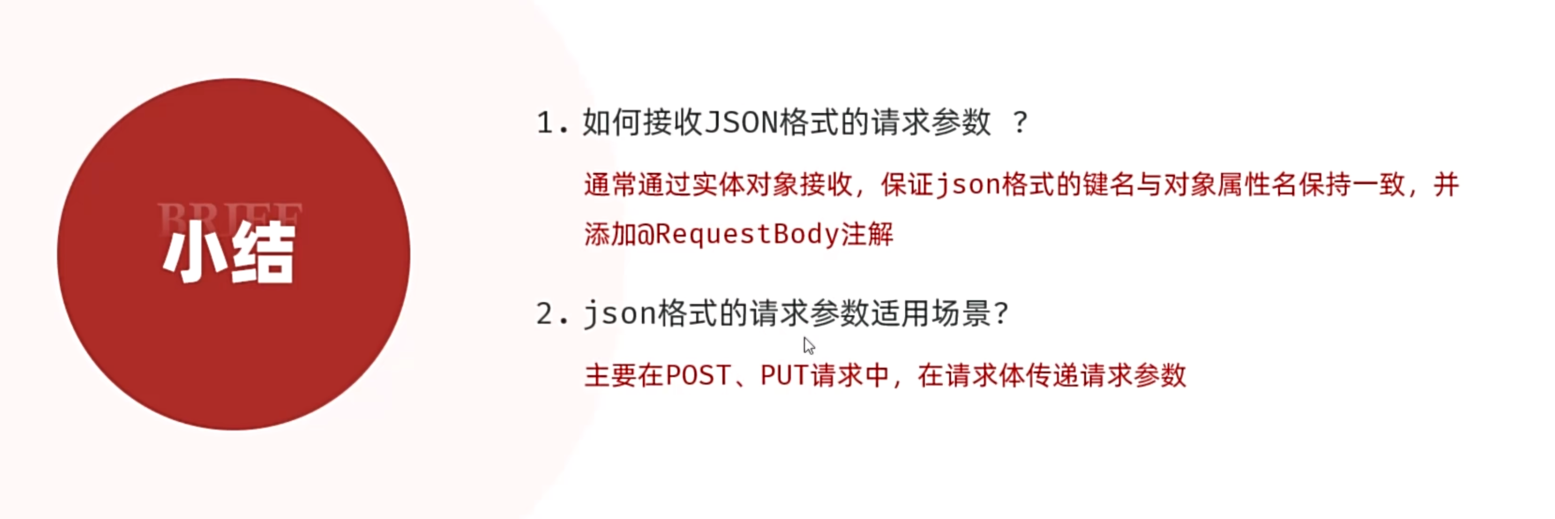 BRIEF
小结
1. 如何接收JSON格式的请求参数 ？
通常通过实体对象接收，保证json格式的键名与对象属性名保持一致，并
添加@RequestBody注解
2. json格式的请求参数适用场景?
主要在POST、PUT请求中，在请求体传递请求参数